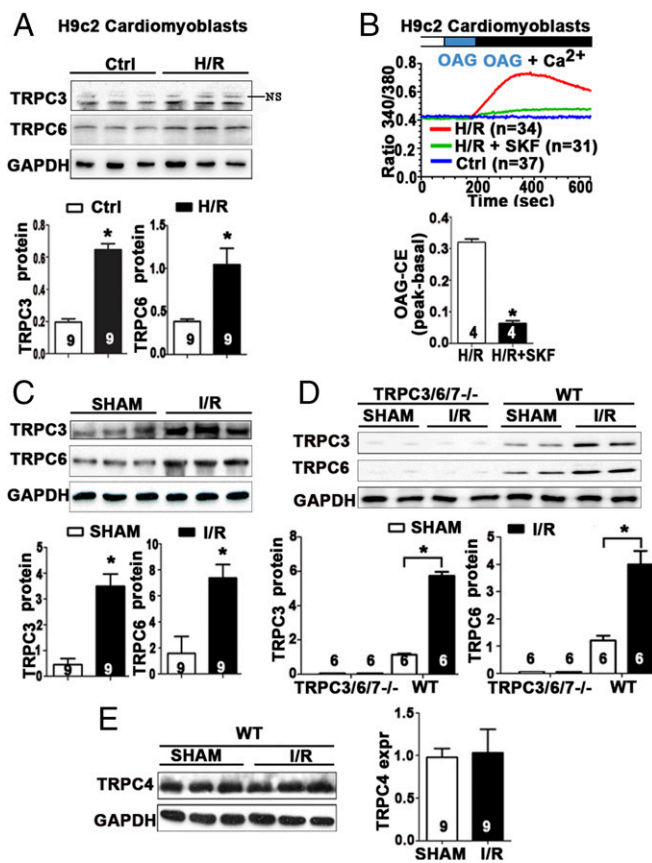 A
H9c2 Cardiomyoblasts
Ctrl H/R
TRPC3
NS
TRPC6
GAPDH
Ctrl H/R
TRPC3 protein
0.8
0.6
0.4
0.2
0.0
9 9
*
TRPC6 protein
1.5
1.0
0.5
0.0
9 9
*
B
H9c2 Cardiomyoblasts
OAG OAG + Ca2+
Ratio 340/380
0.8
0.6
0.4
0.2
0.0
H/R (n=34)
H/R + SKF (n=31)
Ctrl (n=37)
0 200 400 600
Time (sec)
OAG-CE
(peak-basal)
0.4
0.3
0.2
0.1
0.0
4 4
*
H/R H/R+SKF
C
SHAM I/R
TRPC3
TRPC6
GAPDH
SHAM I/R
TRPC3 protein
5
4
3
2
1
0
9 9
*
TRPC6 protein
10
8
6
4
2
0
9 9
*
D
TRPC3/6/7-/- WT
SHAM I/R SHAM I/R
TRPC3
TRPC6
GAPDH
SHAM I/R
TRPC3 protein
8
6
4
2
0
6 6 6 6
*
TRPC3/6/7-/- WT
TRPC6 protein
5
4
3
2
1
0
6 6 6 6
*
TRPC3/6/7-/- WT
E
WT
SHAM I/R
TRPC4
GAPDH
TRPC4 expr
1.5
1.0
0.5
0.0
9 9
SHAM I/R